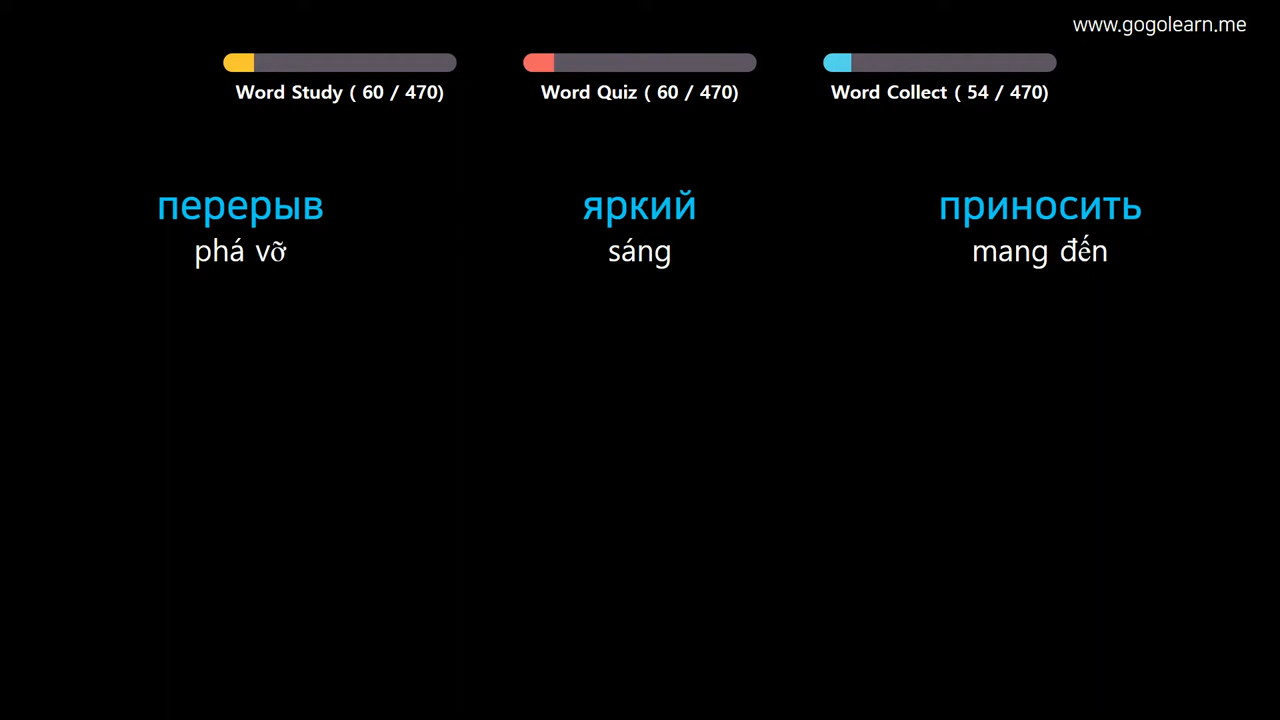 www.gogolearn.me
Word Study ( 60 / 470)
Word Quiz ( 60 / 470)
Word Collect ( 54 / 470)
перерыв
phá vỡ
яркий
sáng
приносить
mang đến